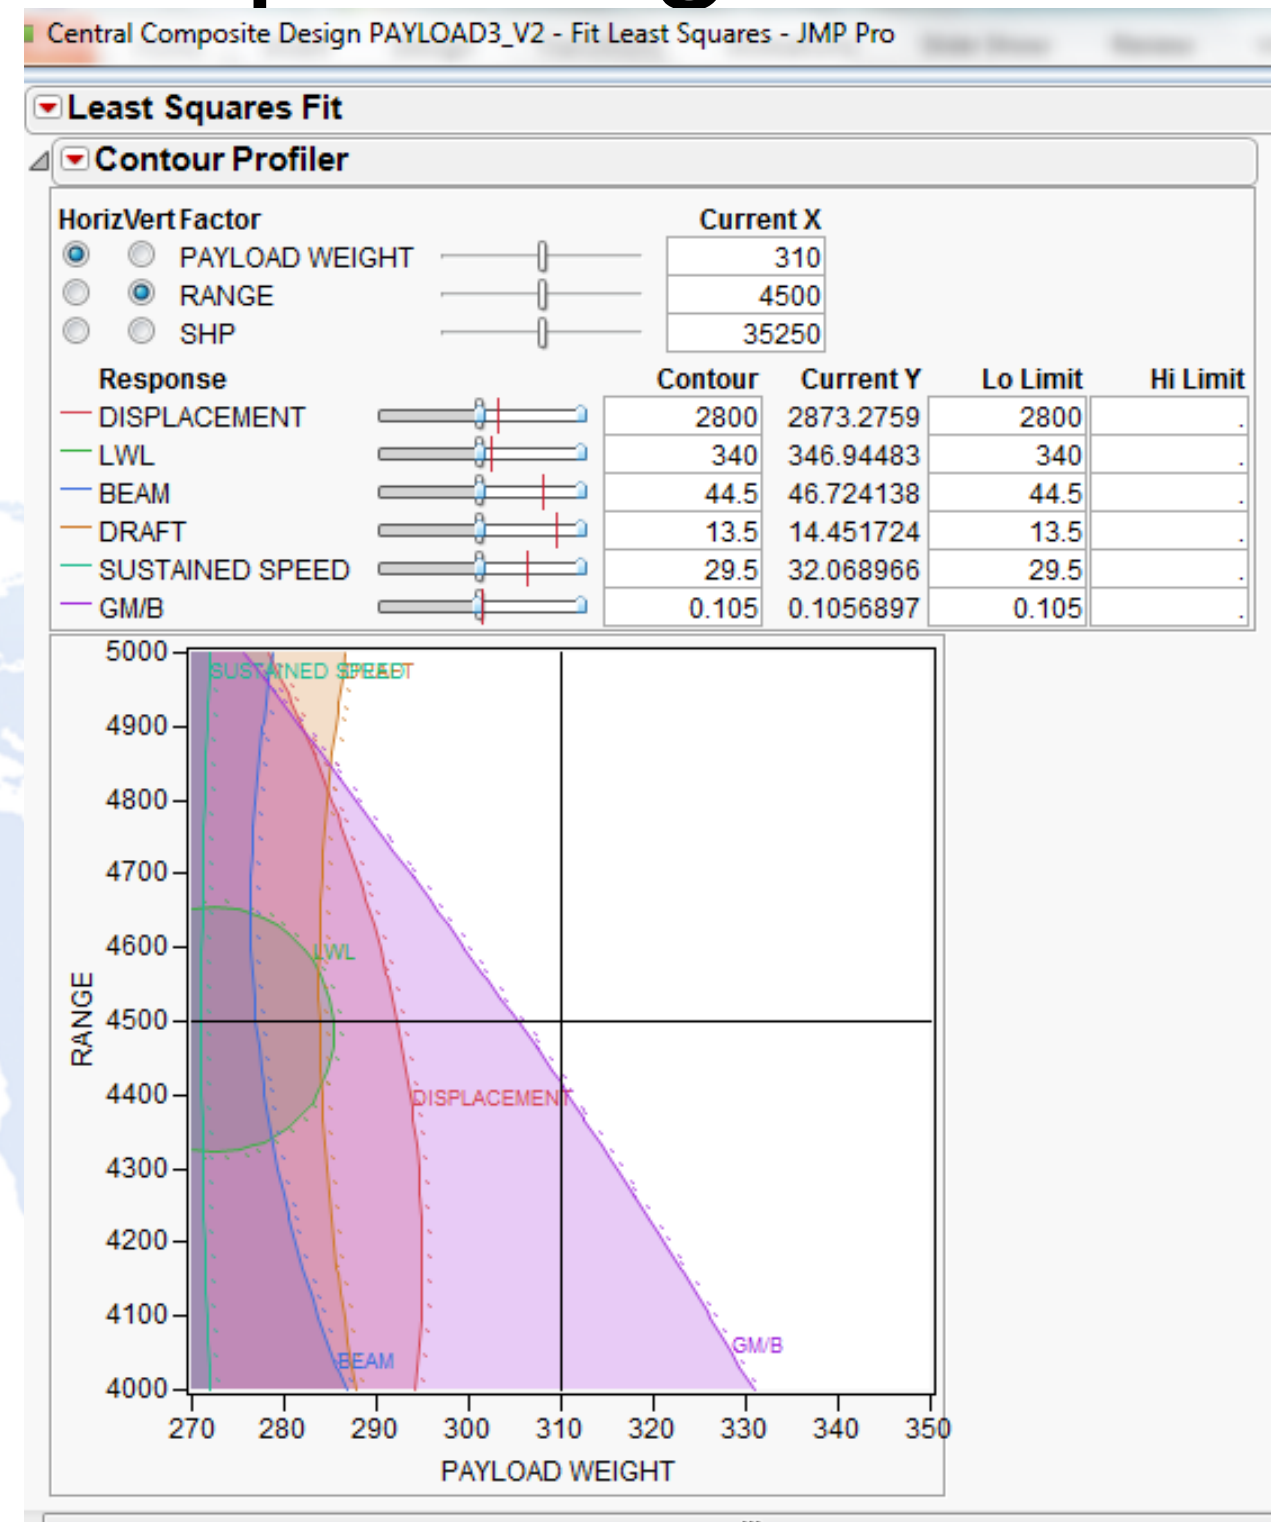 Central Composite Design PAYLOAD3_V2 - Fit Least Squares - JMP Pro
Least Squares Fit
Contour Profiler
Horiz Vert Factor Current X
PAYLOAD WEIGHT 310
RANGE 4500
SHP 35250
Response Contour Current Y Lo Limit Hi Limit
DISPLACEMENT 2800 2873.2759 2800 .
LWL 340 346.94483 340 .
BEAM 44.5 46.724138 44.5 .
DRAFT 13.5 14.451724 13.5 .
SUSTAINED SPEED 29.5 32.068966 29.5 .
GM/B 0.105 0.1056897 0.105 .
5000
SUSTAINED SPEED DRAFT
4900
4800
4700
4600
LWL
RANGE
4500
4400
DISPLACEMENT
4300
4200
4100
GM/B
BEAM
4000
270 280 290 300 310 320 330 340 350
PAYLOAD WEIGHT